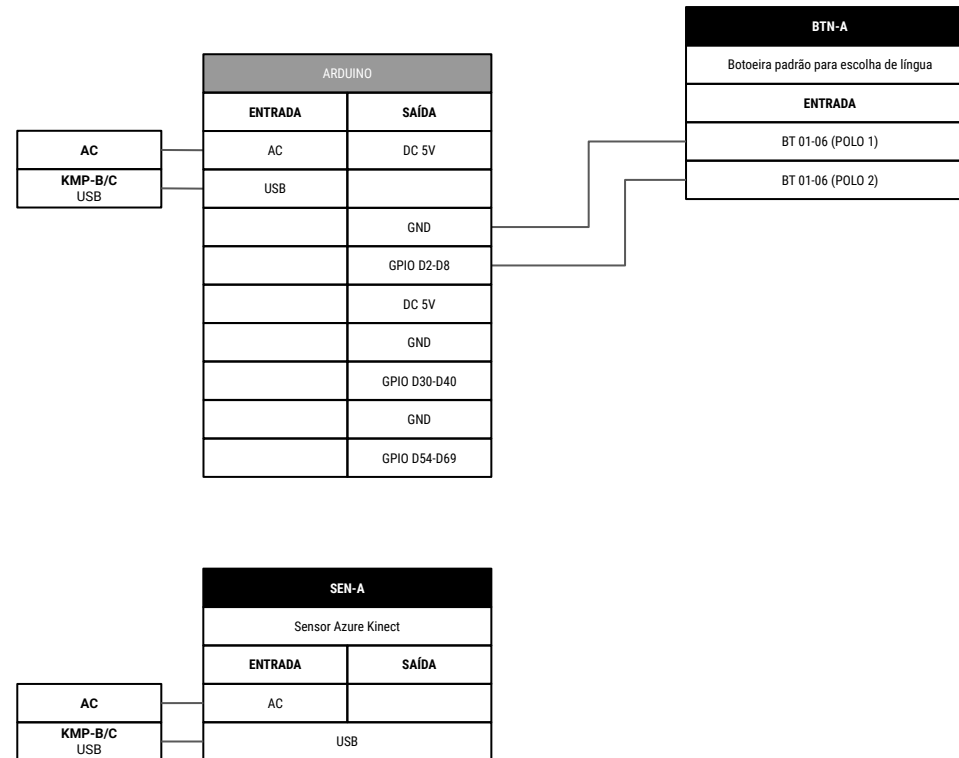 BTN-A
Botoeira padrão para escolha de língua
ENTRADA
BT 01-06 (POLO 1)
BT 01-06 (POLO 2)
ARDUINO
ENTRADA SAÍDA
AC AC DC 5V
KMP-B/C
USB
USB
GND
GPIO D2-D8
DC 5V
GND
GPIO D30-D40
GND
GPIO D54-D69
SEN-A
Sensor Azure Kinect
ENTRADA SAÍDA
AC AC
KMP-B/C
USB
USB